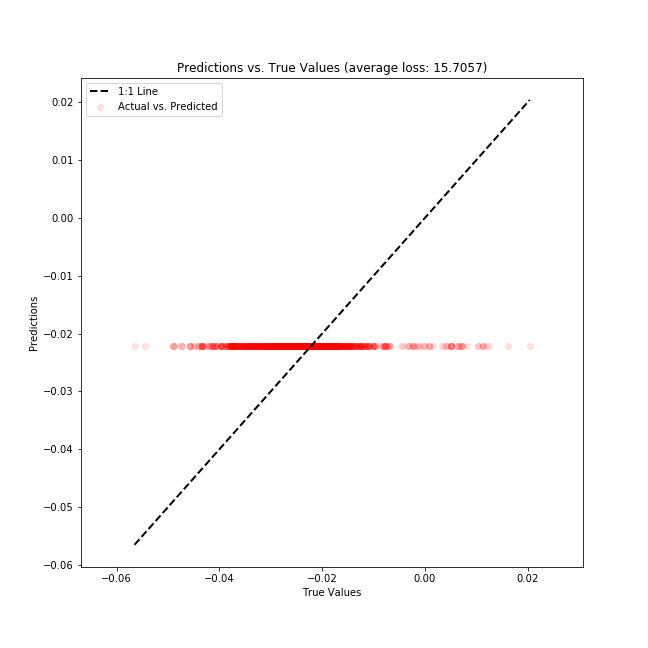 Predictions vs. True Values (average loss: 15.7057)
1:1 Line
Actual vs. Predicted
0.02
0.01
0.00
−0.01
−0.02
−0.03
−0.04
−0.05
−0.06
Predictions
−0.06 −0.04 −0.02 0.00 0.02
True Values